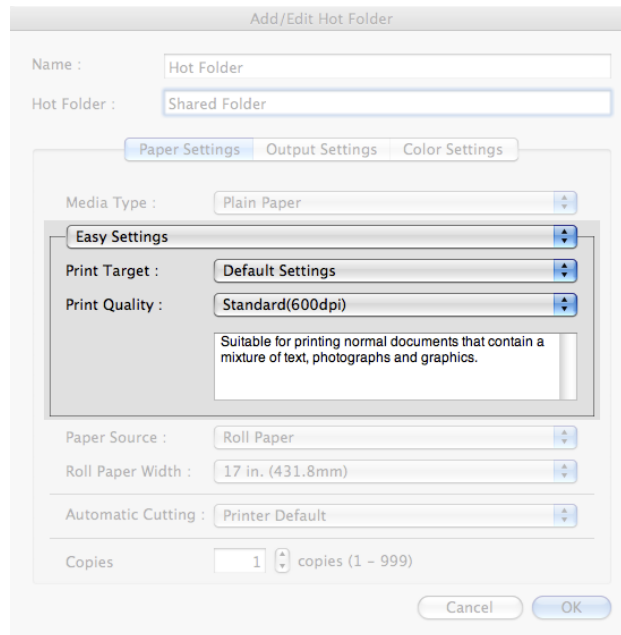 Add/Edit Hot Folder
Name : Hot Folder
Hot Folder : Shared Folder
Paper Settings Output Settings Color Settings
Media Type : Plain Paper
Easy Settings
Print Target : Default Settings
Print Quality : Standard(600dpi)
Suitable for printing normal documents that contain a
mixture of text, photographs and graphics.
Paper Source : Roll Paper
Roll Paper Width : 17 in. (431.8mm)
Automatic Cutting : Printer Default
Copies 1 copies (1 – 999)
Cancel OK